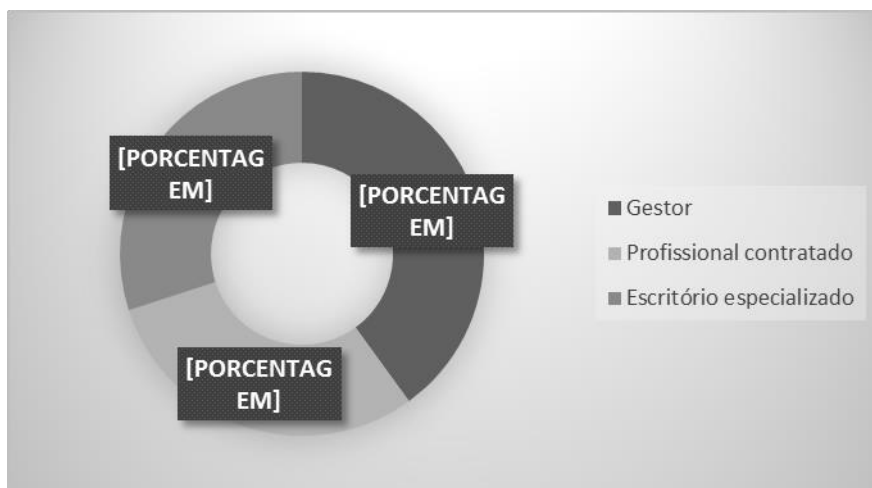 [PORCENTAG
EM]
[PORCENTAG
EM]
[PORCENTAG
EM]
Gestor
Profissional contratado
Escritório especializado